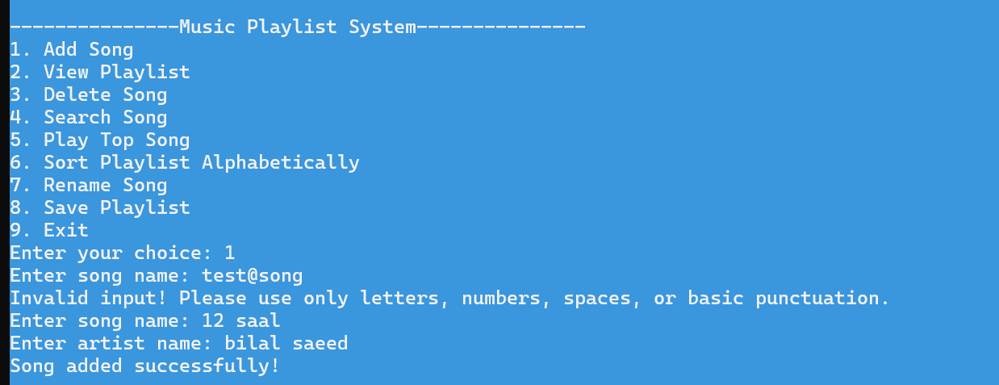 ---------------Music Playlist System---------------
1. Add Song
2. View Playlist
3. Delete Song
4. Search Song
5. Play Top Song
6. Sort Playlist Alphabetically
7. Rename Song
8. Save Playlist
9. Exit
Enter your choice: 1
Enter song name: test@song
Invalid input! Please use only letters, numbers, spaces, or basic punctuation.
Enter song name: 12 saal
Enter artist name: bilal saeed
Song added successfully!